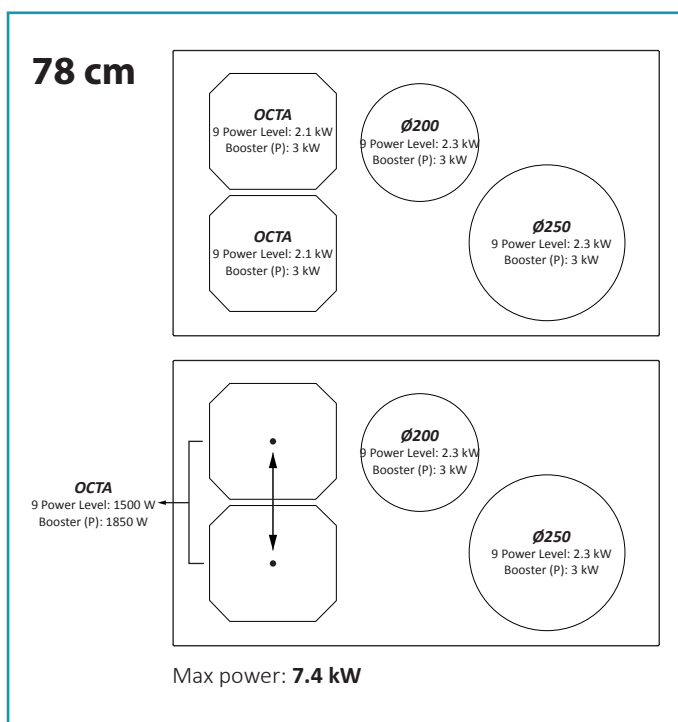 78 cm
OCTA
9 Power Level: 2.1 kW
Booster (P): 3 kW
Ø200
9 Power Level: 2.3 kW
Booster (P): 3 kW
OCTA
9 Power Level: 2.1 kW
Booster (P): 3 kW
Ø250
9 Power Level: 2.3 kW
Booster (P): 3 kW
OCTA
9 Power Level: 1500 W
Booster (P): 1850 W
Ø200
9 Power Level: 2.3 kW
Booster (P): 3 kW
Ø250
9 Power Level: 2.3 kW
Booster (P): 3 kW
Max power: 7.4 kW